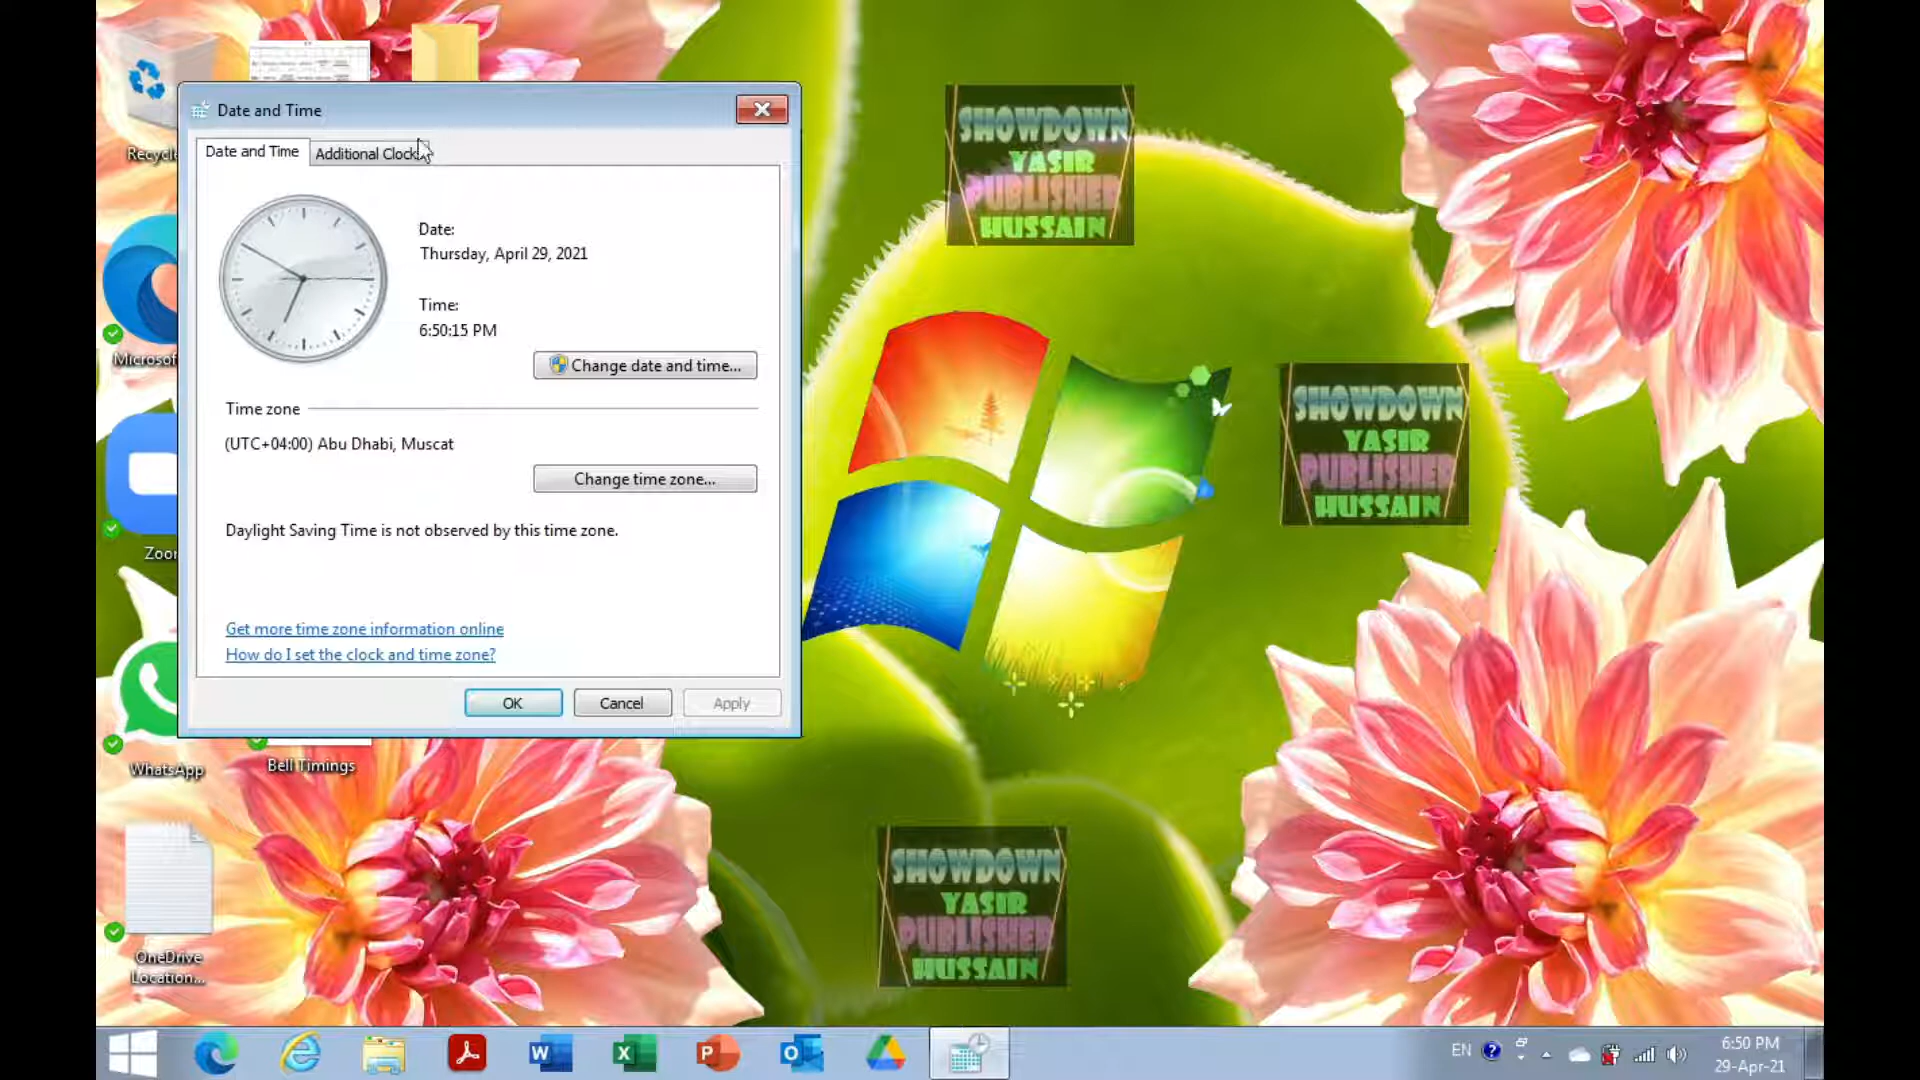 Recycle
Date and Time
Date and Time
Additional Clocks
Date:
Thursday, April 29, 2021
Time:
6:50:15 PM
Change date and time...
Time zone
(UTC+04:00) Abu Dhabi, Muscat
Change time zone...
Daylight Saving Time is not observed by this time zone.
Get more time zone information online
How do I set the clock and time zone?
OK
Cancel
Apply
Microsof
Zoo
WhatsApp
Bell Timings
OneDrive
Location...
SHOWDOWN
YASIR
PUBLISHER
HUSSAIN
SHOWDOWN
YASIR
PUBLISHER
HUSSAIN
SHOWDOWN
YASIR
PUBLISHER
HUSSAIN
EN
6:50 PM
29-Apr-21